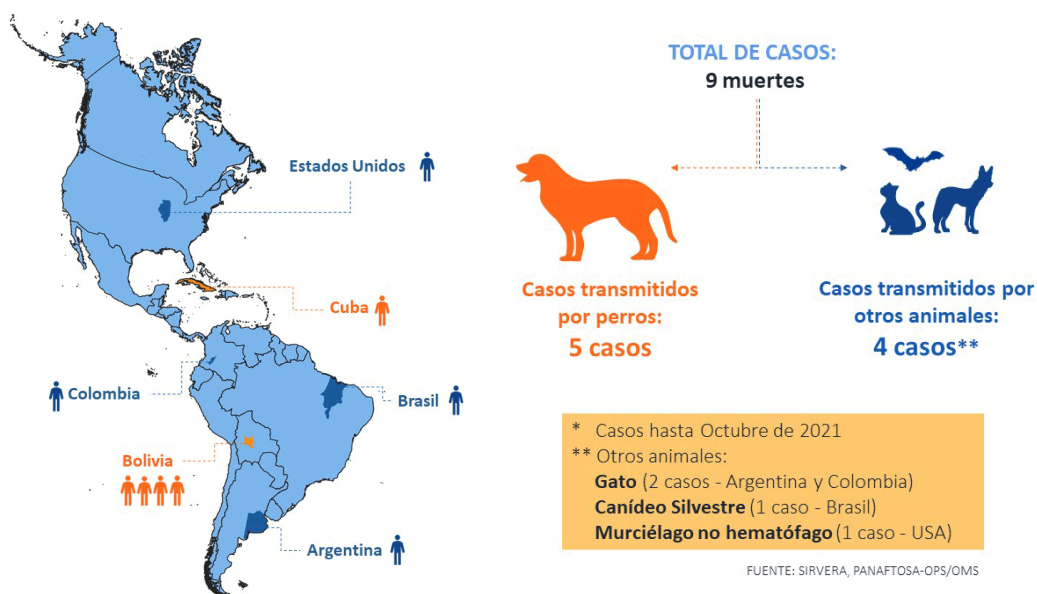 TOTAL DE CASOS:
9 muertes
Estados Unidos
Cuba
Colombia
Brasil
Bolivia
Argentina
Casos transmitidos
por perros:
5 casos
Casos transmitidos por
otros animales:
4 casos**
* Casos hasta Octubre de 2021
** Otros animales:
Gato (2 casos - Argentina y Colombia)
Canídeo Silvestre (1 caso - Brasil)
Murciélago no hematófago (1 caso - USA)
FUENTE: SIRVERA, PANAFTOSA-OPS/OMS